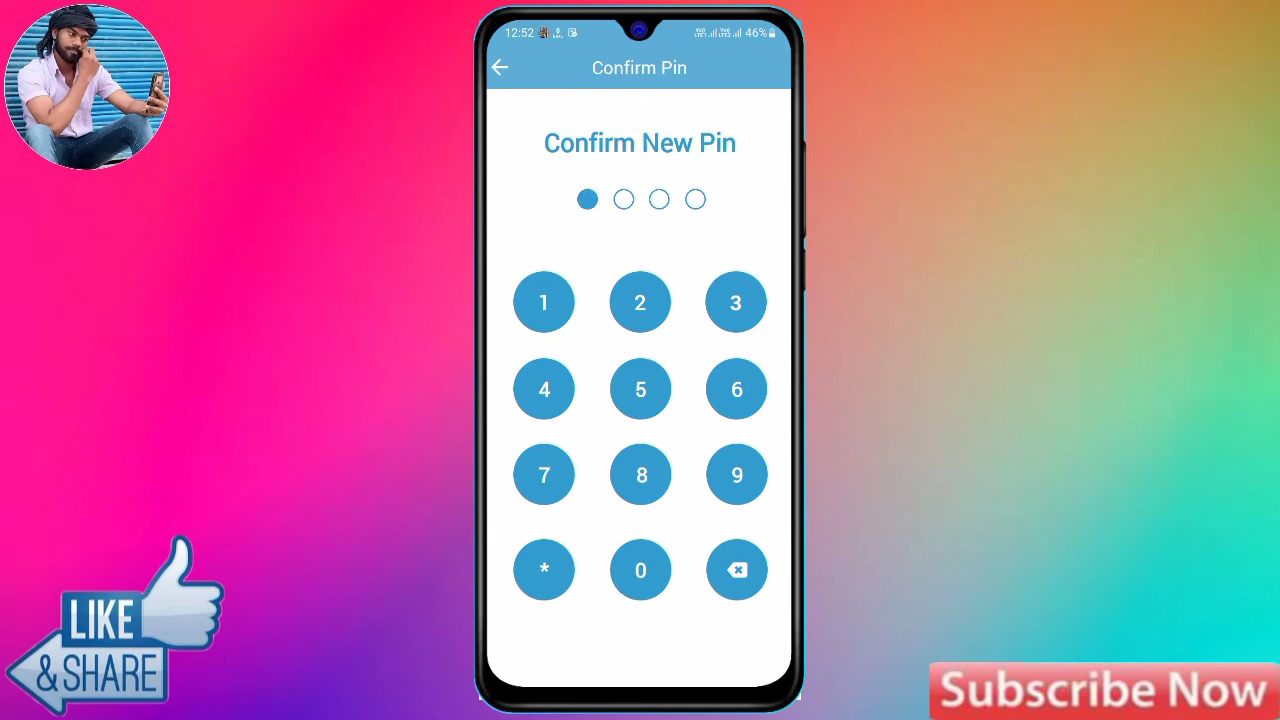 12:52
46%
Confirm Pin
Confirm New Pin
1 2 3
4 5 6
7 8 9
* 0
LIKE
& SHARE
Subscribe Now